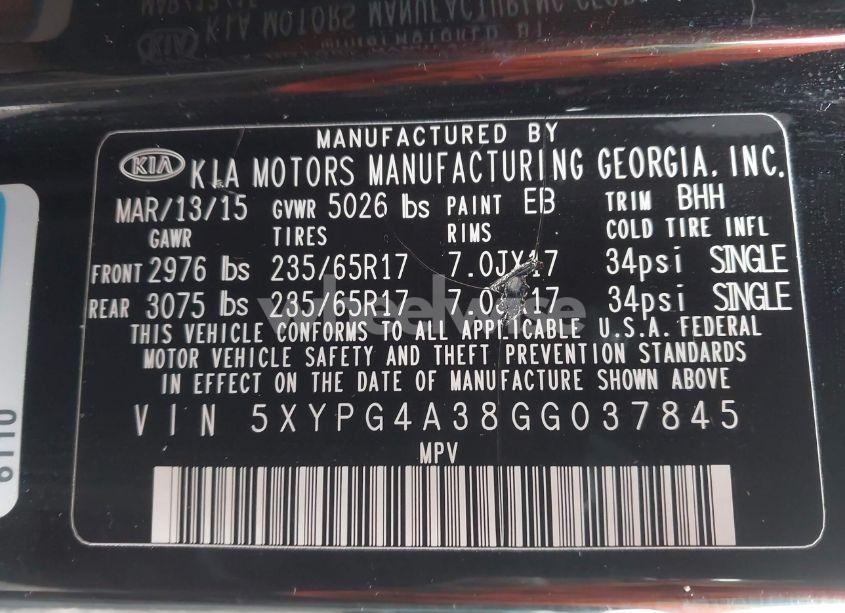 MANUFACTURED BY
KIA KIA MOTORS MANUFACTURING GEORGIA, INC.
MAR/13/15 GVWR 5026 lbs PAINT EB TRIM BHH
GAWR TIRES RIMS COLD TIRE INFL
FRONT 2976 lbs 235/65R17 7.0JX17 34psi SINGLE
REAR 3075 lbs 235/65R17 7.0JX17 34psi SINGLE
THIS VEHICLE CONFORMS TO ALL APPLICABLE U.S.A. FEDERAL
MOTOR VEHICLE SAFETY AND THEFT PREVENTION STANDARDS
IN EFFECT ON THE DATE OF MANUFACTURE SHOWN ABOVE
VIN 5XYPG4A38GG037845
MPV